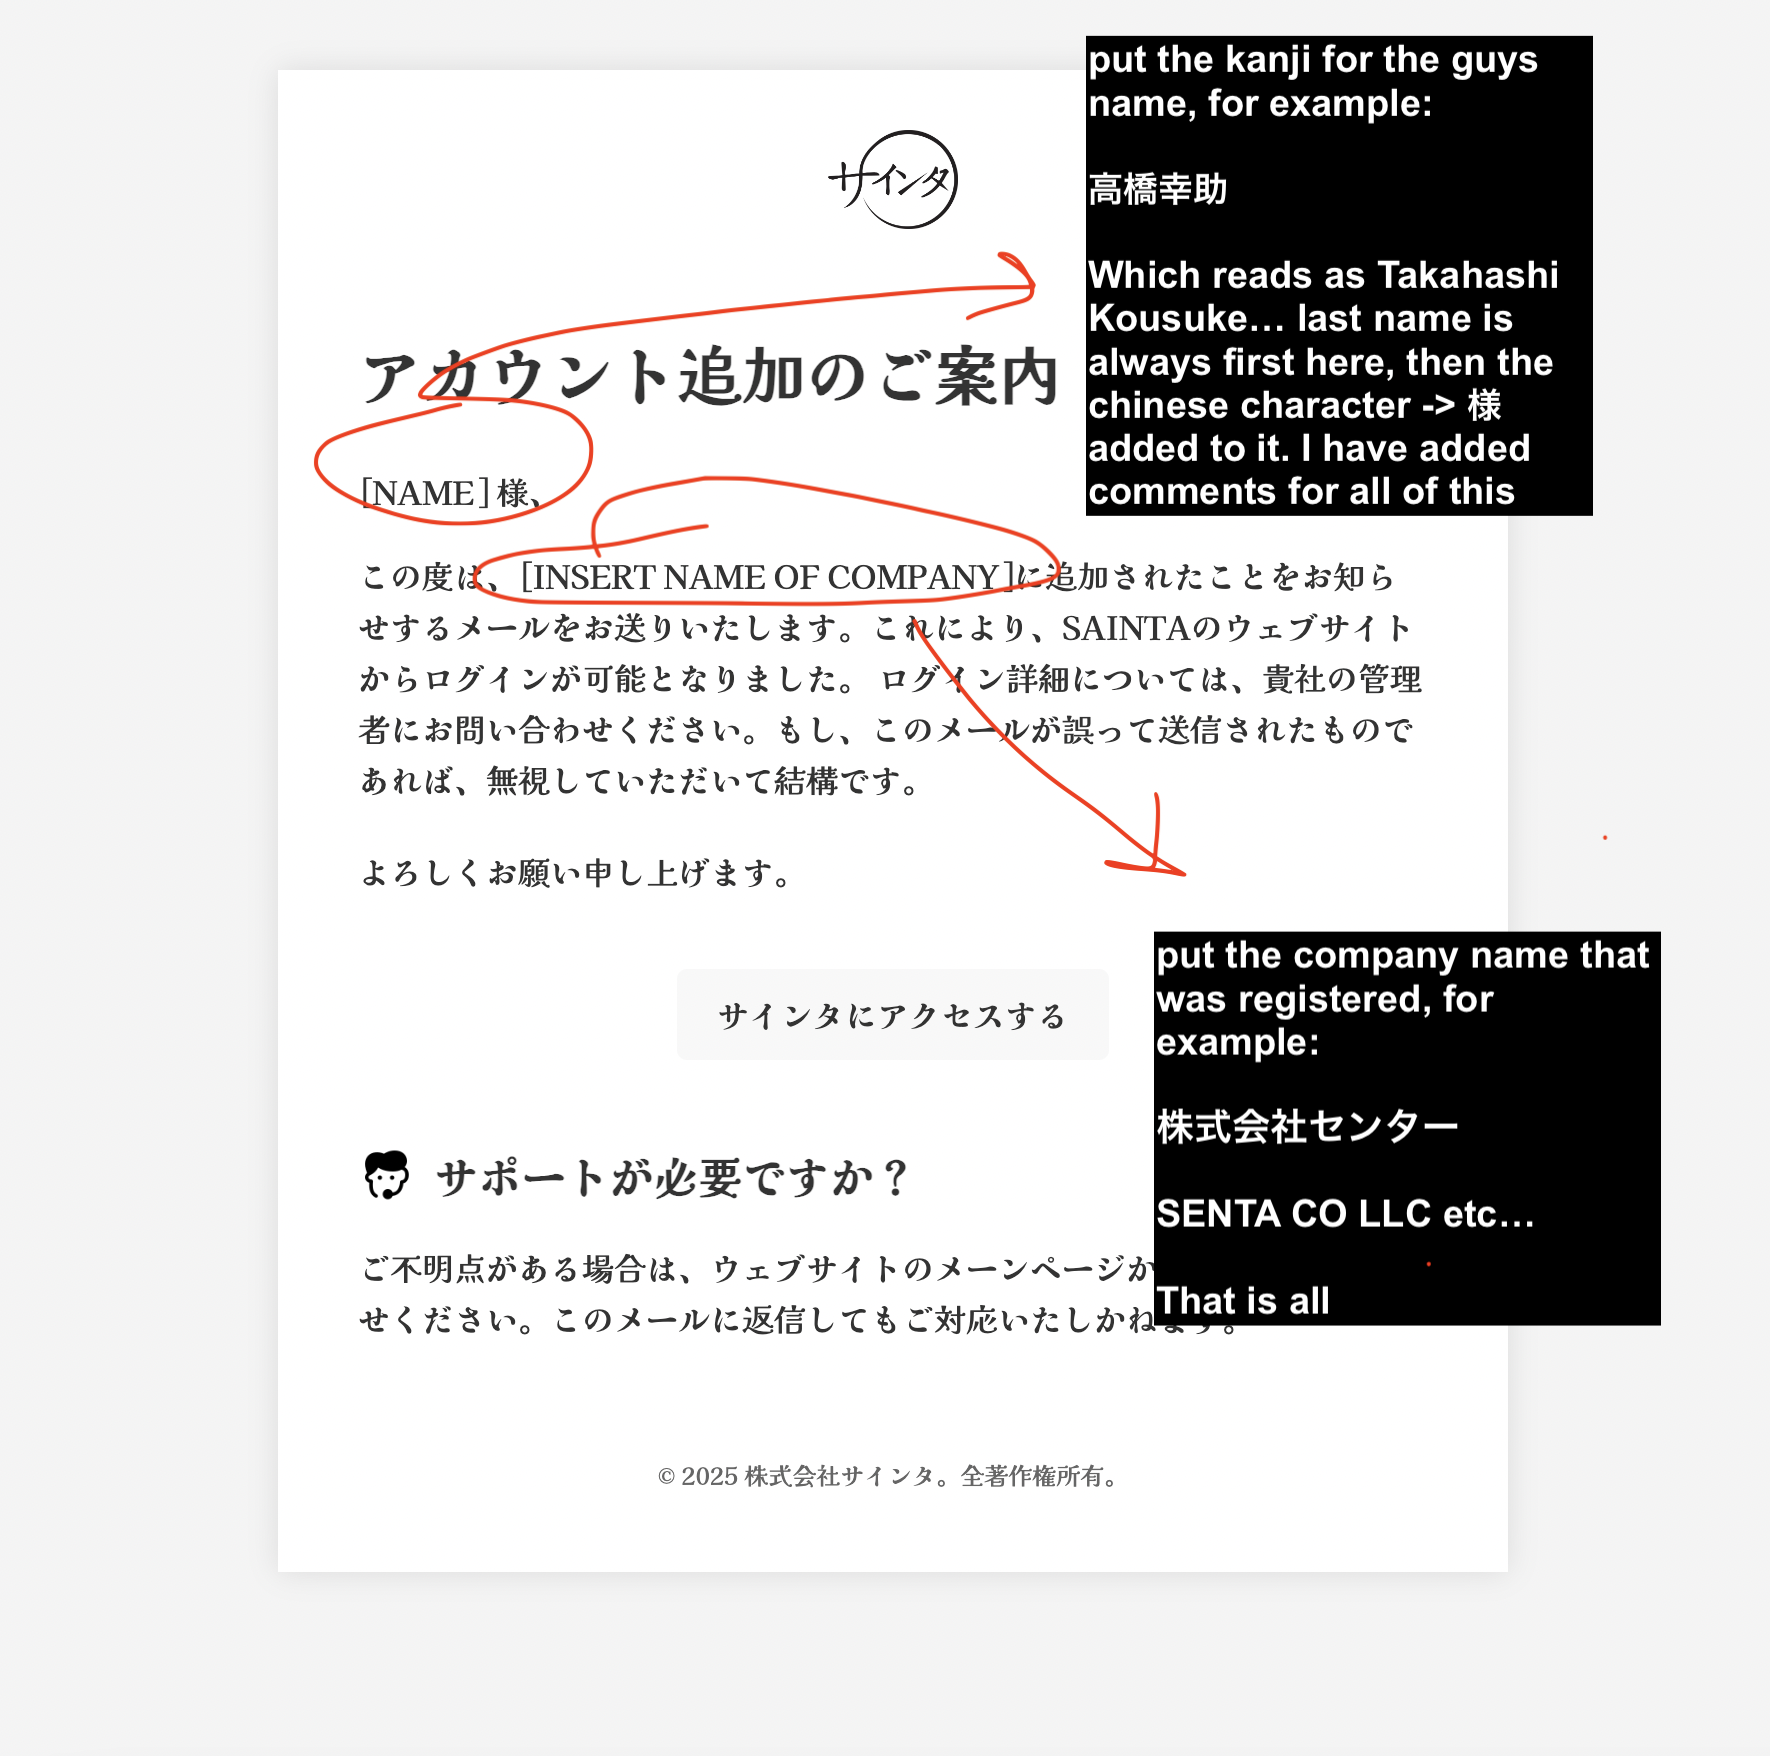 サインタ
put the kanji for the guys
name, for example:
高橋幸助
Which reads as Takahashi
Kousuke... last name is
always first here, then the
chinese character -> 様
added to it. I have added
comments for all of this
アカウント追加のご案内
[NAME] 様、
この度は、[INSERT NAME OF COMPANY]に追加されたことをお知ら
せするメールをお送りいたします。これにより、SAINTAのウェブサイト
からログインが可能となりました。 ログイン詳細については、貴社の管理
者にお問い合わせください。もし、このメールが誤って送信されたもので
あれば、無視していただいて結構です。
よろしくお願い申し上げます。
サインタにアクセスする
put the company name that
was registered, for
example:
株式会社センター
SENTA CO LLC etc...
That is all
サポートが必要ですか？
ご不明点がある場合は、ウェブサイトのメーンページか
せください。このメールに返信してもご対応いたしかねます。
© 2025 株式会社サインタ。全著作権所有。